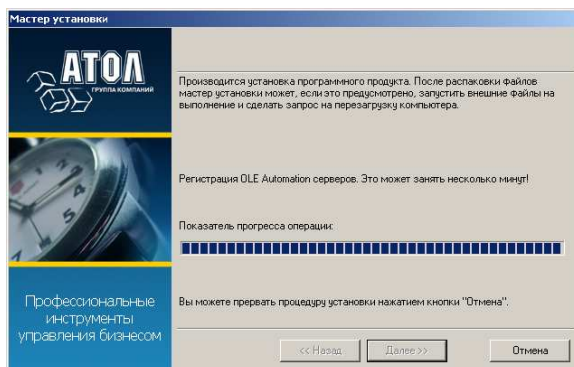 Мастер установки
АТОЛ
ГРУППА КОМПАНИЙ
Производится установка программного продукта. После распаковки файлов
мастер установки может, если это предусмотрено, запустить внешние файлы на
выполнение и сделать запрос на перезагрузку компьютера.
Регистрация OLE Automation серверов. Это может занять несколько минут!
Показатель прогресса операции:
Профессиональные
инструменты
управления бизнесом
Вы можете прервать процедуру установки нажатием кнопки "Отмена".
<< Назад
Далее >>
Отмена